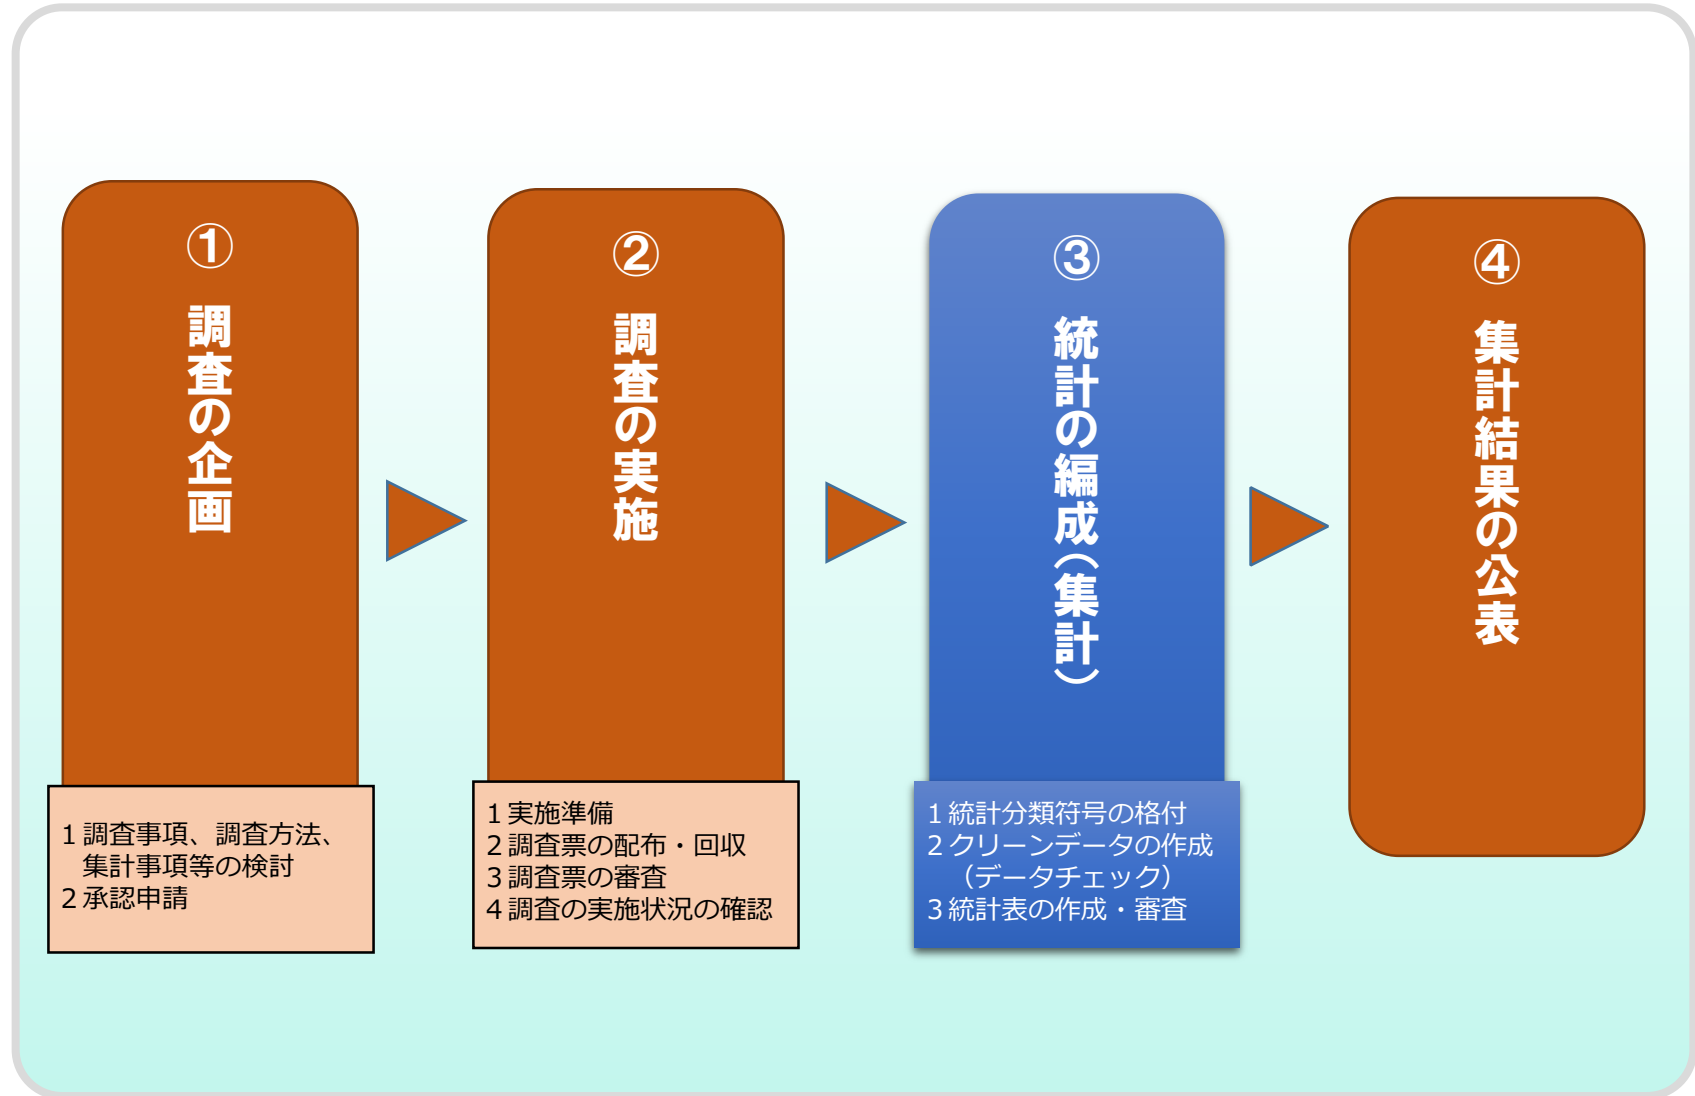 ① 調査の企画
1 調査事項、調査方法、
集計事項等の検討
2 承認申請
② 調査の実施
1 実施準備
2 調査票の配布・回収
3 調査票の審査
4 調査の実施状況の確認
③ 統計の編成(集計)
1 統計分類符号の格付
2 クリーンデータの作成
(データチェック)
3 統計表の作成・審査
④ 集計結果の公表